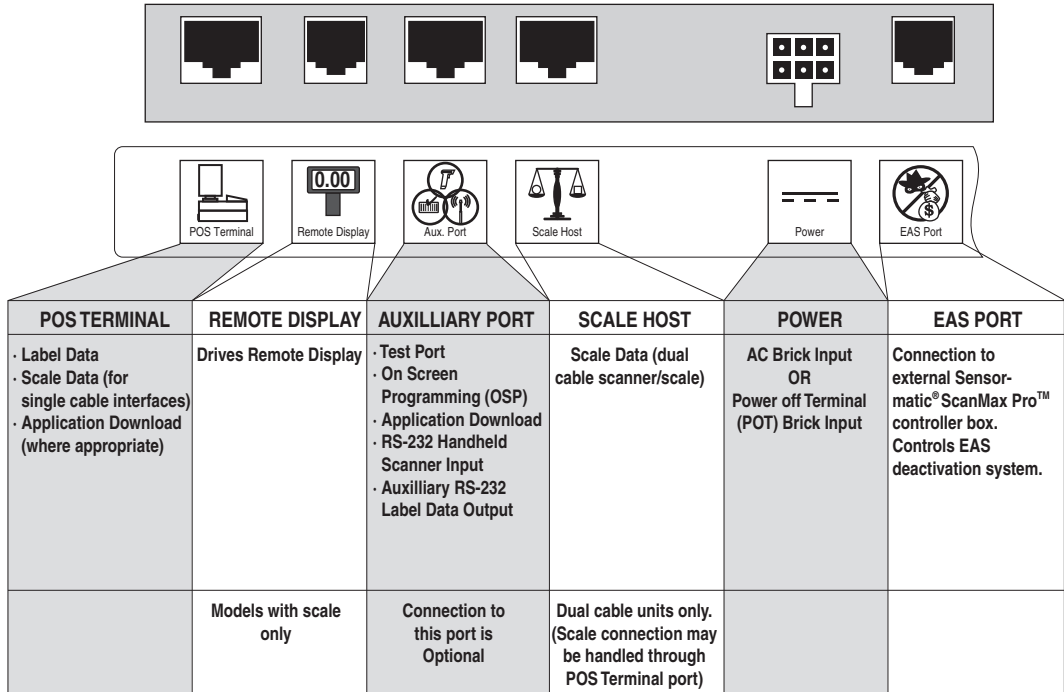 0.00
$
POS Terminal
Remote Display
Aux. Port
Scale Host
Power
EAS Port
POS TERMINAL
· Label Data
· Scale Data (for
single cable interfaces)
· Application Download
(where appropriate)
REMOTE DISPLAY
Drives Remote Display
Models with scale
only
AUXILLIARY PORT
· Test Port
· On Screen
Programming (OSP)
· Application Download
· RS-232 Handheld
Scanner Input
· Auxilliary RS-232
Label Data Output
Connection to
this port is
Optional
SCALE HOST
Scale Data (dual
cable scanner/scale)
Dual cable units only.
(Scale connection may
be handled through
POS Terminal port)
POWER
AC Brick Input
OR
Power off Terminal
(POT) Brick Input
EAS PORT
Connection to
external Sensor-
matic® ScanMax Pro™
controller box.
Controls EAS
deactivation system.